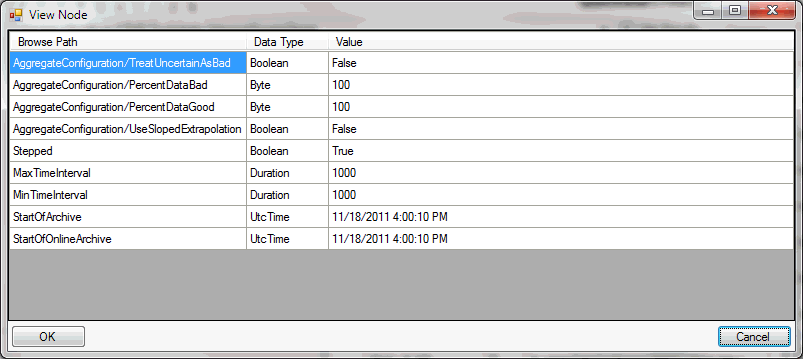 View Node
Browse Path Data Type Value
AggregateConfiguration/TreatUncertainAsBad Boolean False
AggregateConfiguration/PercentDataBad Byte 100
AggregateConfiguration/PercentDataGood Byte 100
AggregateConfiguration/UseSlopedExtrapolation Boolean False
Stepped Boolean True
MaxTimeInterval Duration 1000
MinTimeInterval Duration 1000
StartOfArchive UtcTime 11/18/2011 4:00:10 PM
StartOfOnlineArchive UtcTime 11/18/2011 4:00:10 PM
OK Cancel